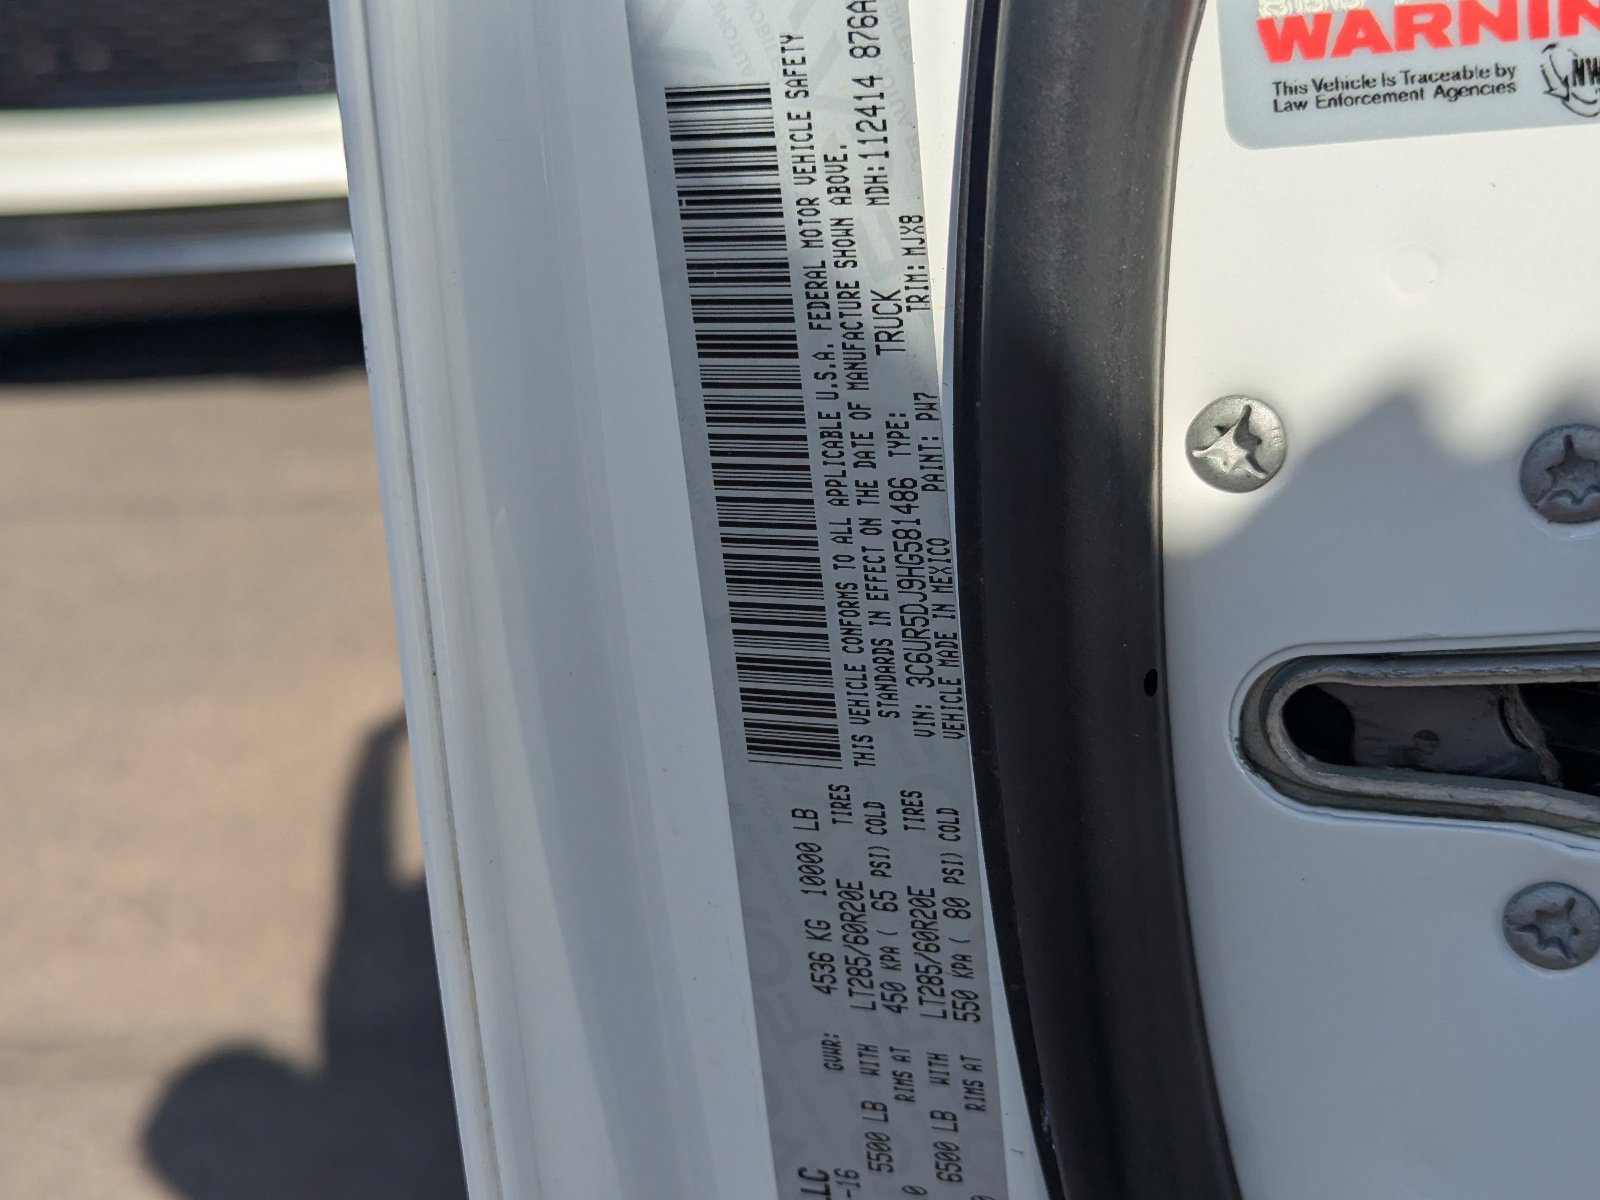 WARNIN
This Vehicle Is Traceable by
Law Enforcement Agencies
LLC
-16
GVWR: 4536 KG 10000 LB
5500 LB WITH LT285/60R20E TIRES
0 RIMS AT 450 KPA ( 65 PSI) COLD
6500 LB WITH LT285/60R20E TIRES
RIMS AT 550 KPA ( 80 PSI) COLD
THIS VEHICLE CONFORMS TO ALL APPLICABLE U.S.A. FEDERAL MOTOR VEHICLE SAFETY
STANDARDS IN EFFECT ON THE DATE OF MANUFACTURE SHOWN ABOVE.
VIN: 3C6UR5DJ9HG581486 TYPE: TRUCK MDH:112414 876A
VEHICLE MADE IN MEXICO PAINT: PW7 TRIM: MJX8